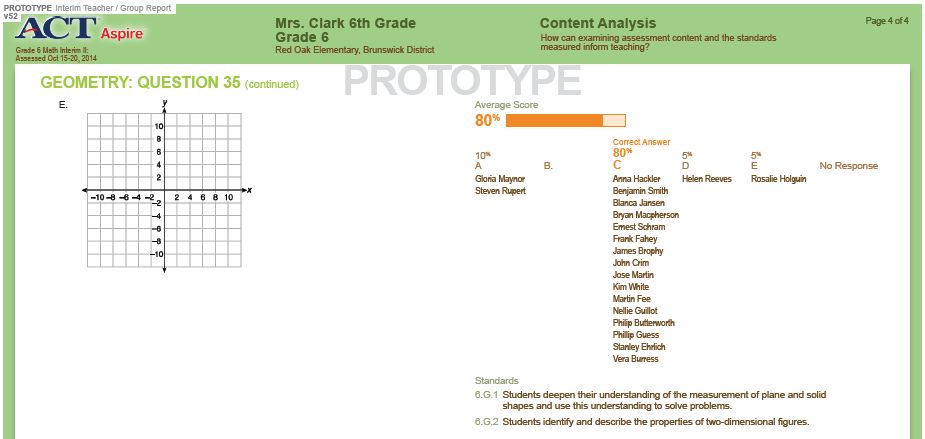 PROTOTYPE Interim Teacher / Group Report
v52
ACT Aspire
Grade 6 Math Interim II:
Assessed Oct 15-20, 2014
Mrs. Clark 6th Grade
Grade 6
Red Oak Elementary, Brunswick District
Content Analysis
How can examining assessment content and the standards
measured inform teaching?
Page 4 of 4
PROTOTYPE
GEOMETRY: QUESTION 35 (continued)
E.
y
10
8
6
4
2
x
–10 –8 –6 –4 –2 2 4 6 8 10
–2
–4
–6
–8
–10
Average Score
80%
Correct Answer
10% 80% 5% 5%
A B. C D E No Response
Gloria Maynor Anna Hackler Helen Reeves Rosalie Holguin
Steven Rupert Benjamin Smith
Blanca Jansen
Bryan Macpherson
Ernest Schram
Frank Fahey
James Brophy
John Crim
Jose Martin
Kim White
Martin Fee
Nellie Guillot
Philip Butterworth
Phillip Guess
Stanley Ehrlich
Vera Burress
Standards
6.G.1 Students deepen their understanding of the measurement of plane and solid
shapes and use this understanding to solve problems.
6.G.2 Students identify and describe the properties of two-dimensional figures.